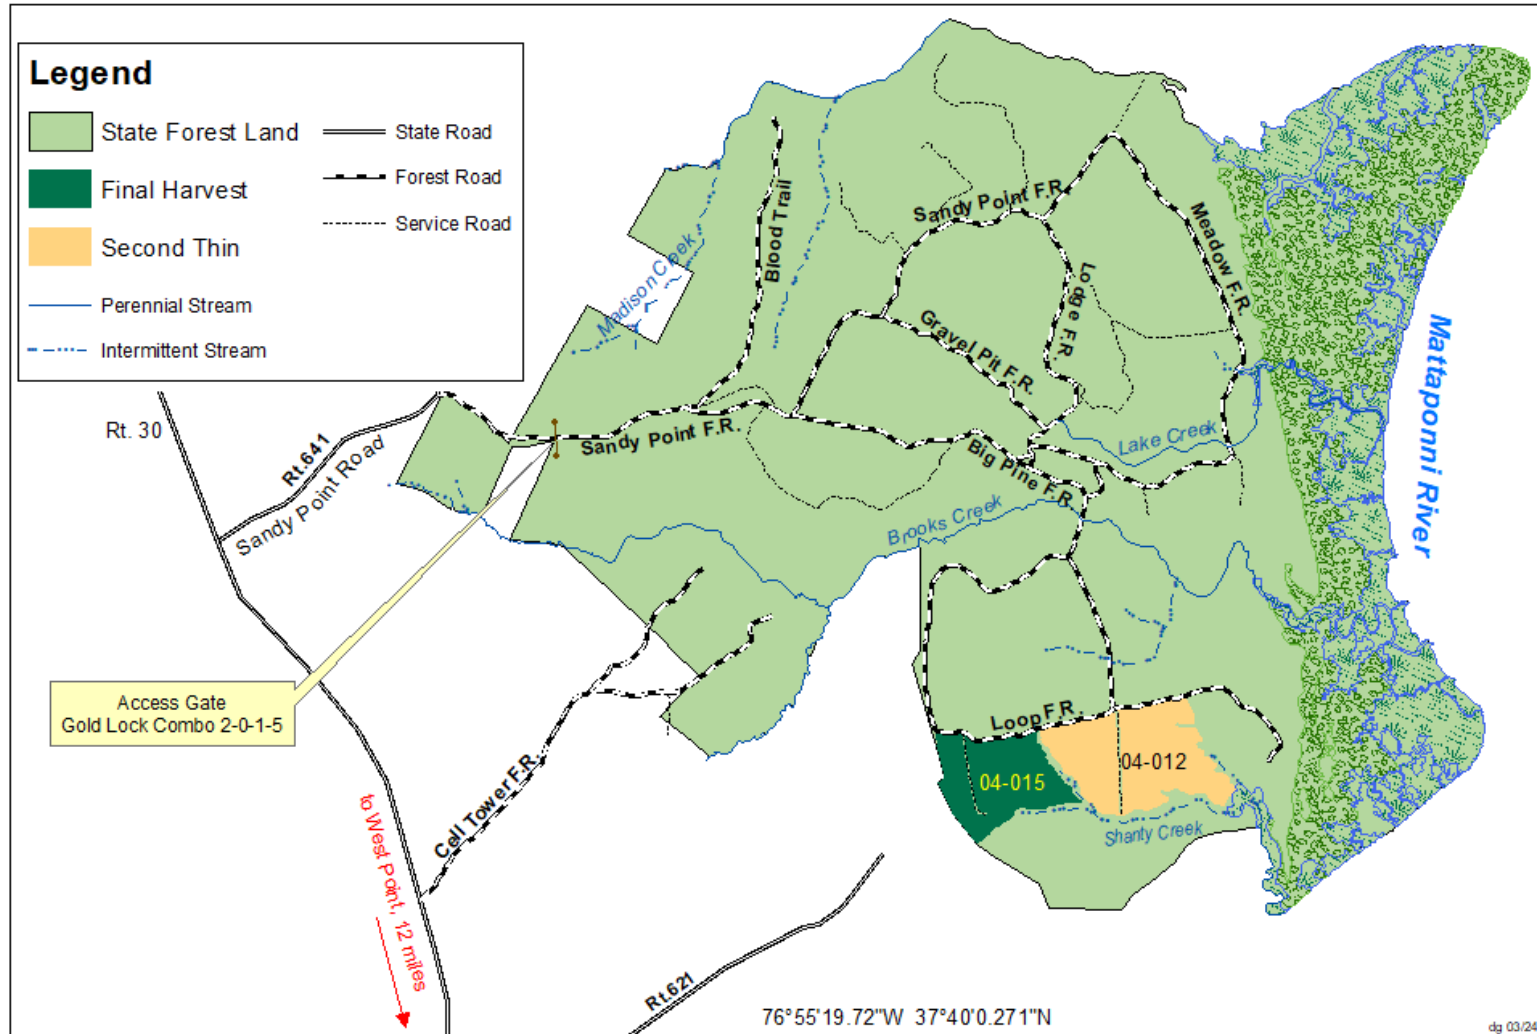 Legend
State Forest Land
Final Harvest
Second Thin
Perennial Stream
Intermittent Stream
State Road
Forest Road
Service Road
Rt. 30
Rt.641
Sandy Point Road
Access Gate
Gold Lock Combo 2-0-1-5
to West Point, 12 miles
Cell Tower F.R.
Rt.621
Madison Creek
Blood Trail
Sandy Point F.R.
Sandy Point F.R.
Meadow F.R.
Lodge F.R.
Gravel Pit F.R.
Big Pine F.R.
Lake Creek
Brooks Creek
Loop F.R.
04-015
04-012
Shanty Creek
Mattaponni River
76°55'19.72"W 37°40'0.271"N
dg 03/24